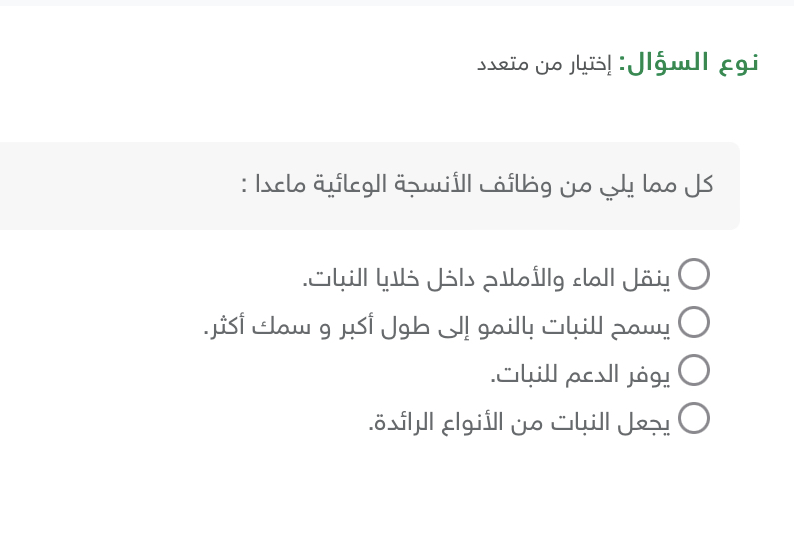 نوع السؤال: إختيار من متعدد
كل مما يلي من وظائف الأنسجة الوعائية ماعدا :
ينقل الماء والأملاح داخل خلايا النبات.
يسمح للنبات بالنمو إلى طول أكبر و سمك أكثر.
يوفر الدعم للنبات.
يجعل النبات من الأنواع الرائدة.